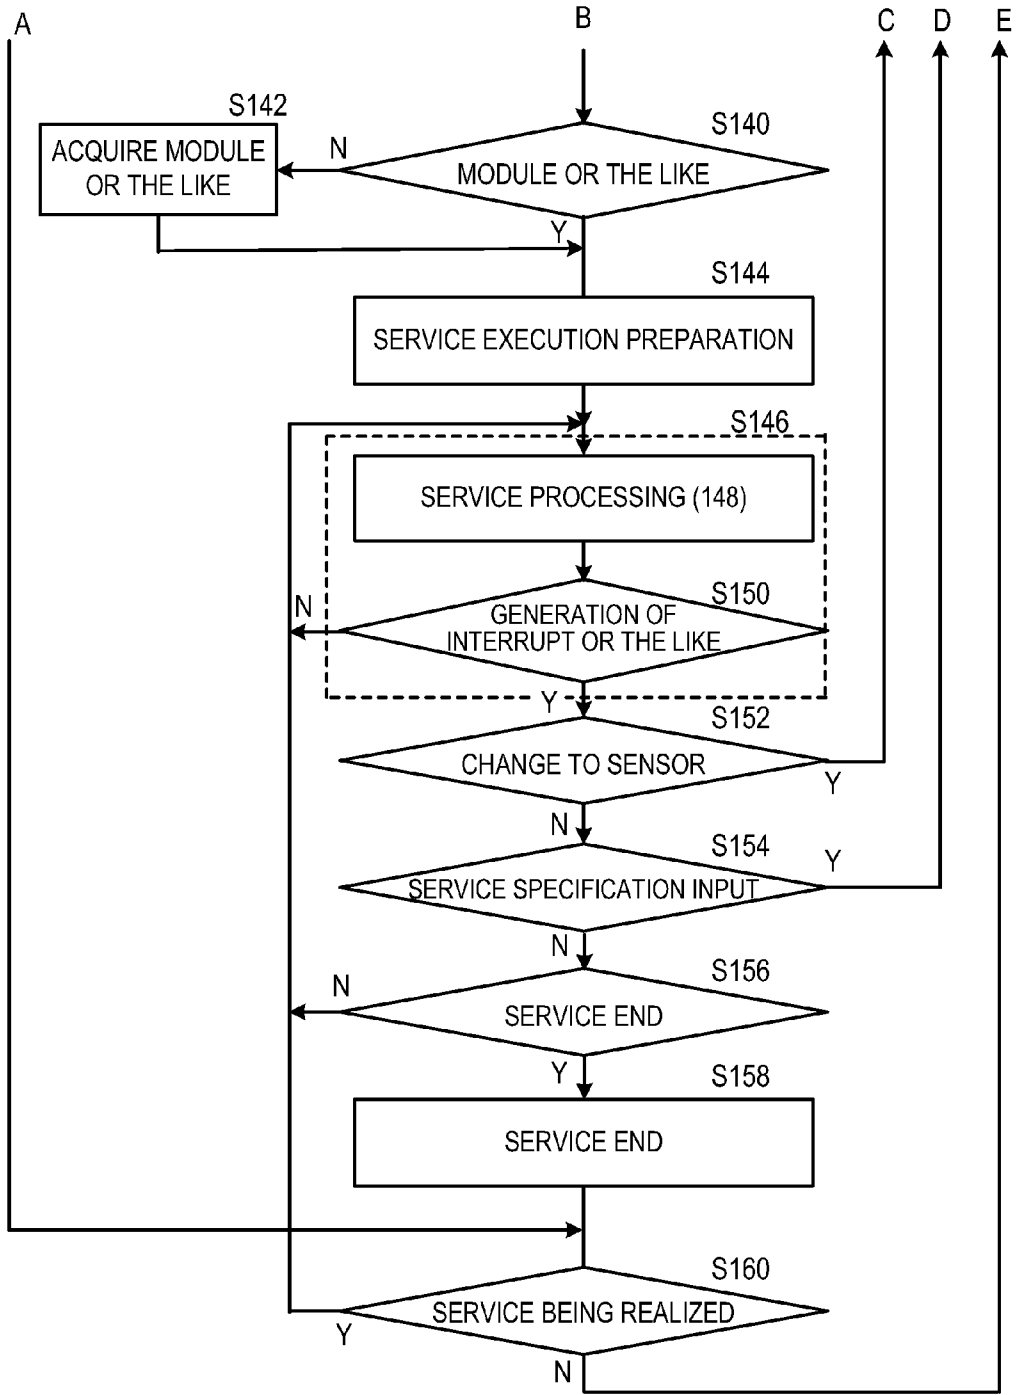 A
B
C
D
E
S142
S140
ACQUIRE MODULE
OR THE LIKE
N
MODULE OR THE LIKE
Y
S144
SERVICE EXECUTION PREPARATION
S146
SERVICE PROCESSING (148)
S150
N
GENERATION OF
INTERRUPT OR THE LIKE
Y
S152
CHANGE TO SENSOR
Y
N
S154
Y
SERVICE SPECIFICATION INPUT
N
S156
N
SERVICE END
Y
S158
SERVICE END
S160
SERVICE BEING REALIZED
Y
N